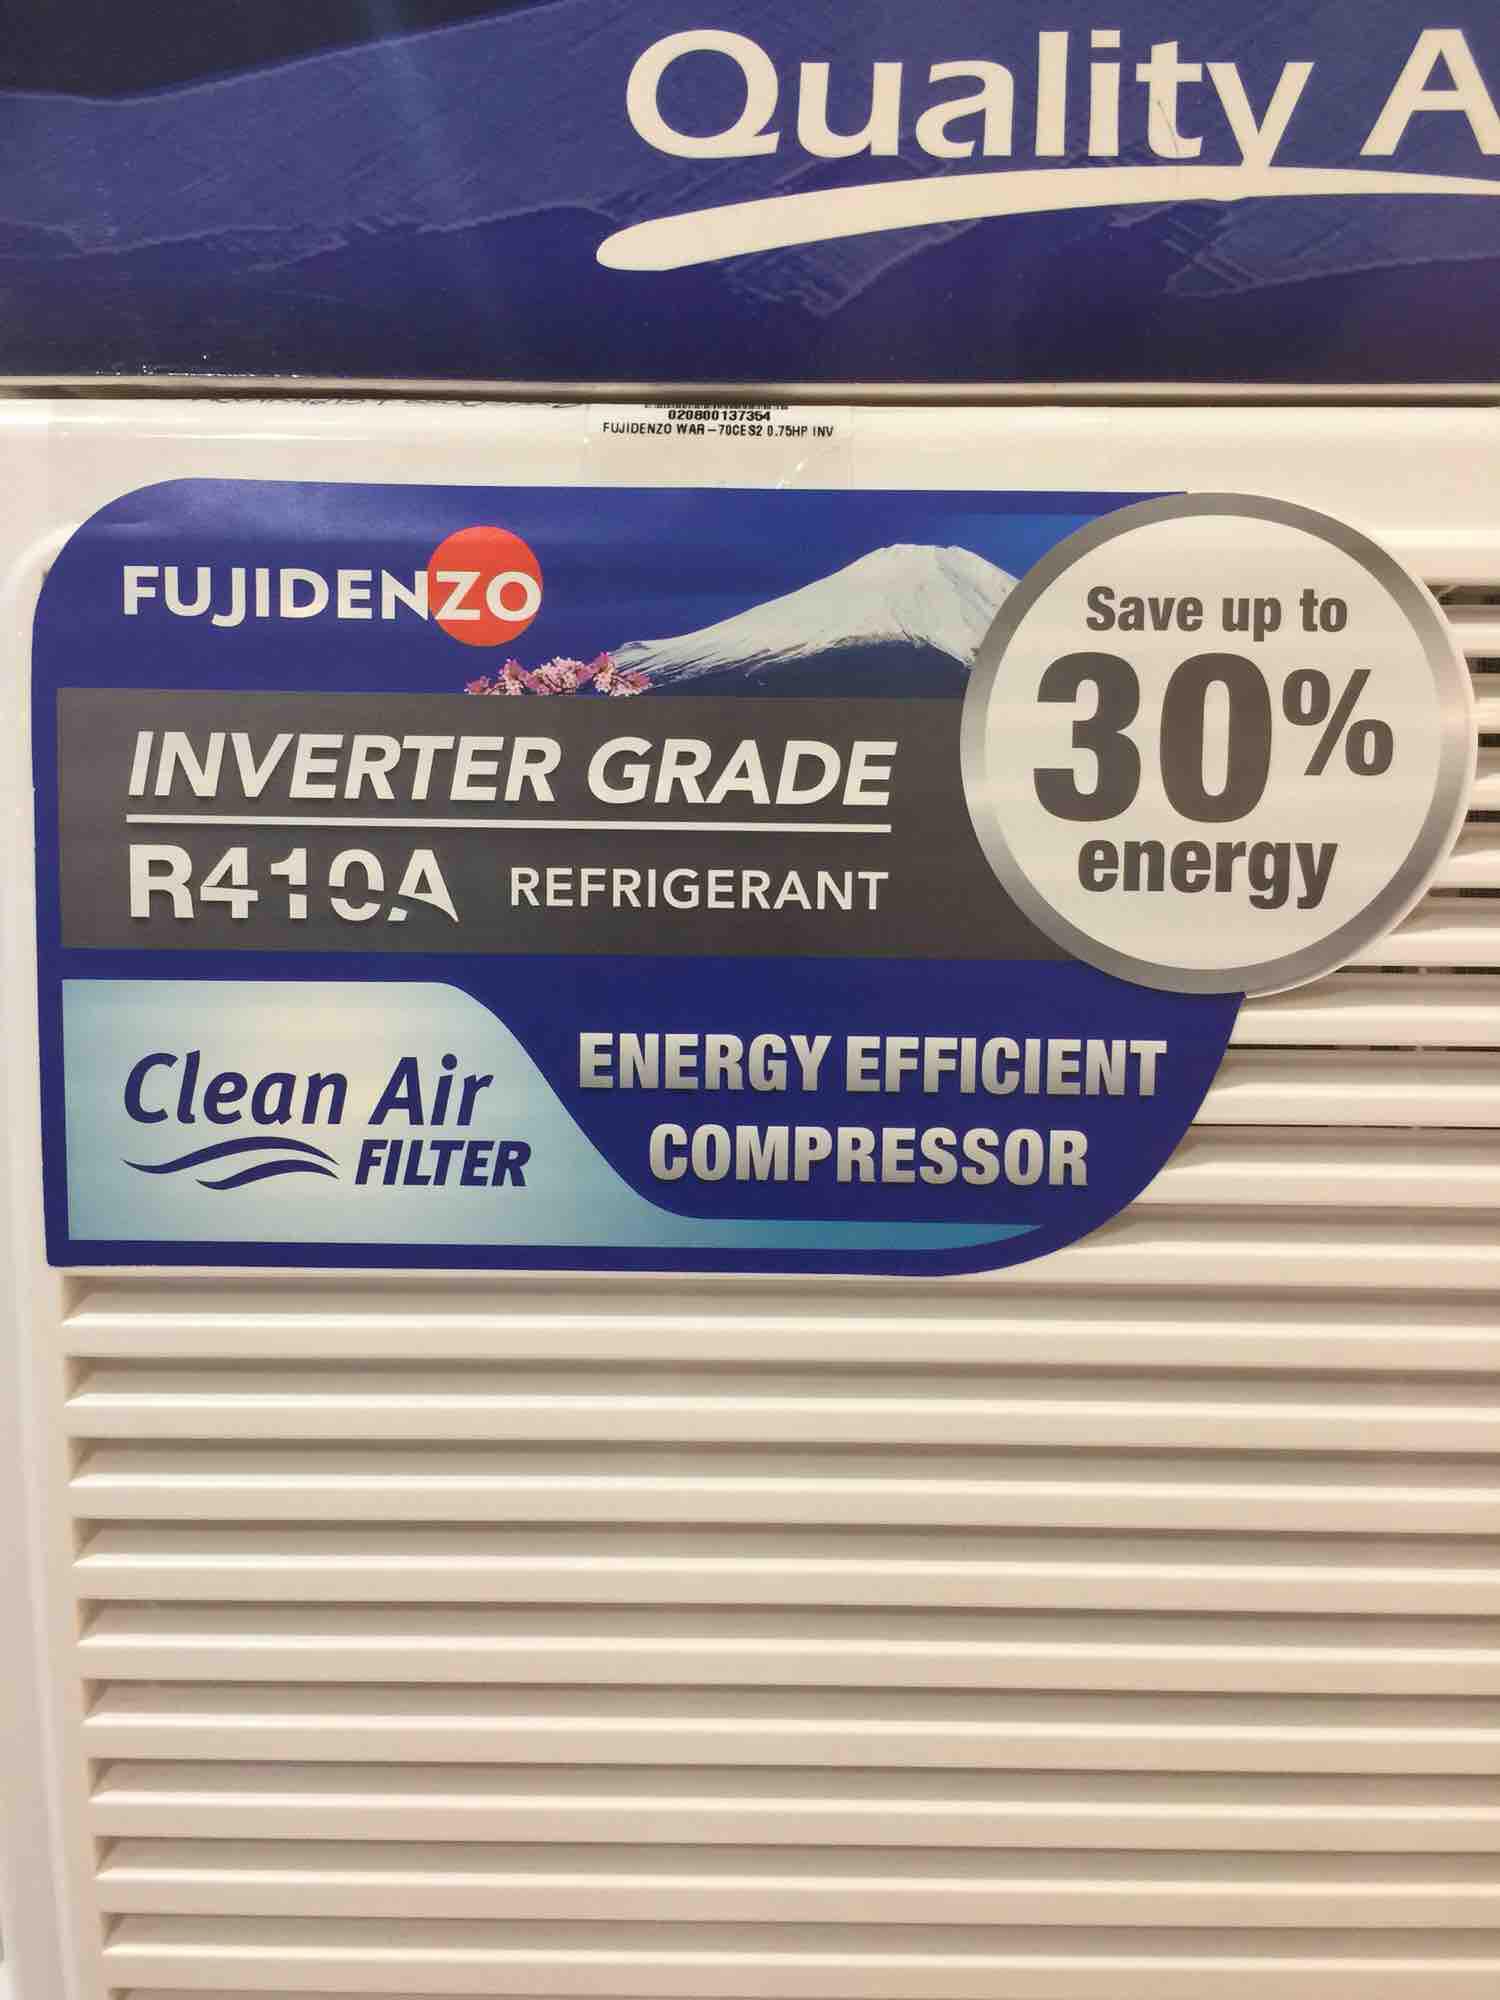 Quality A
020800137354
FUJIDENZO WAR-70CES2 0.75HP INV
FUJIDENZO
Save up to
30%
energy
INVERTER GRADE
R410A REFRIGERANT
Clean Air
FILTER
ENERGY EFFICIENT
COMPRESSOR